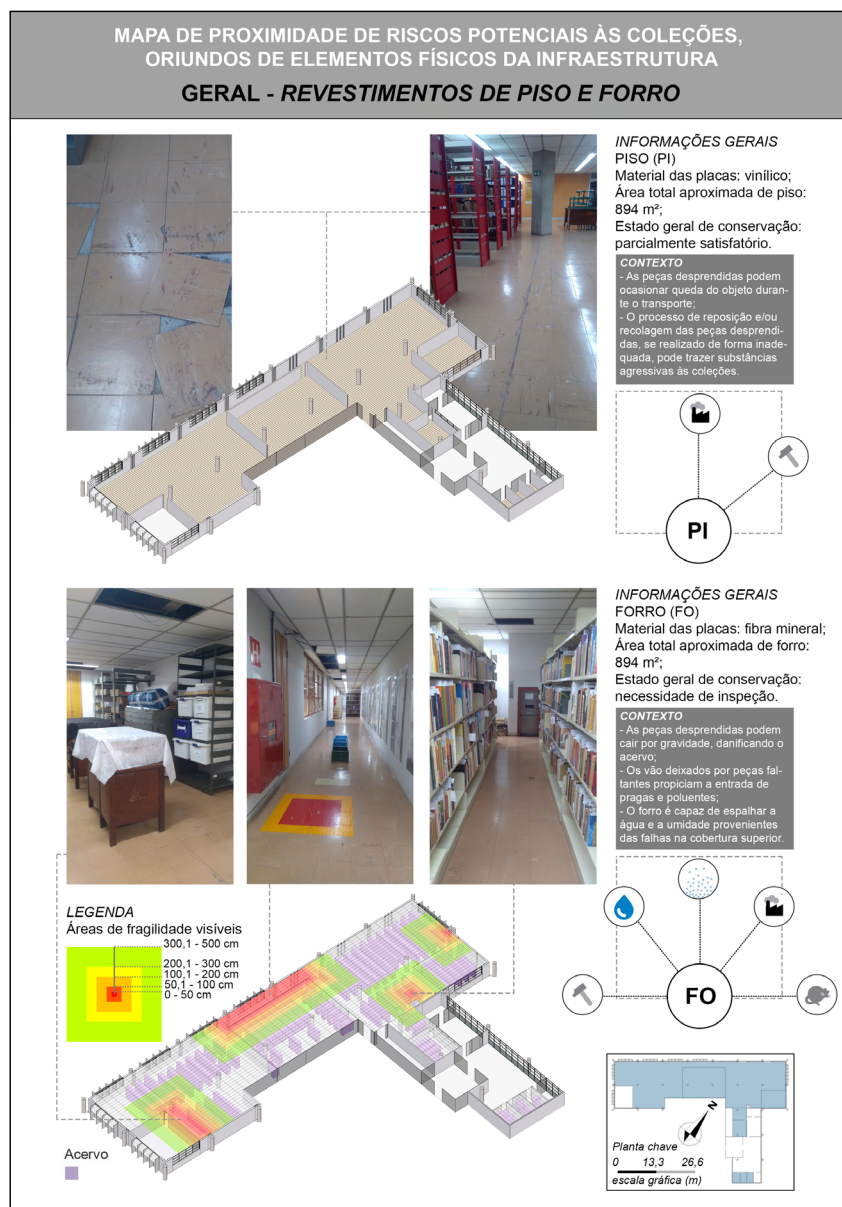 MAPA DE PROXIMIDADE DE RISCOS POTENCIAIS ÀS COLEÇÕES,
ORIUNDOS DE ELEMENTOS FÍSICOS DA INFRAESTRUTURA
GERAL - REVESTIMENTOS DE PISO E FORRO
INFORMAÇÕES GERAIS
PISO (PI)
Material das placas: vinílico;
Área total aproximada de piso:
894 m²;
Estado geral de conservação:
parcialmente satisfatório.
CONTEXTO
- As peças desprendidas podem
ocasionar queda do objeto duran-
te o transporte;
- O processo de reposição e/ou
recolagem das peças desprendi-
das, se realizado de forma inade-
quada, pode trazer substâncias
agressivas às coleções.
PI
INFORMAÇÕES GERAIS
FORRO (FO)
Material das placas: fibra mineral;
Área total aproximada de forro:
894 m²;
Estado geral de conservação:
necessidade de inspeção.
CONTEXTO
- As peças desprendidas podem
cair por gravidade, danificando o
acervo;
- Os vão deixados por peças fal-
tantes propiciam a entrada de
pragas e poluentes;
- O forro é capaz de espalhar a
água e a umidade provenientes
das falhas na cobertura superior.
FO
LEGENDA
Áreas de fragilidade visíveis
300,1 - 500 cm
200,1 - 300 cm
100,1 - 200 cm
50,1 - 100 cm
0 - 50 cm
Acervo
N
Planta chave
0 13,3 26,6
escala gráfica (m)